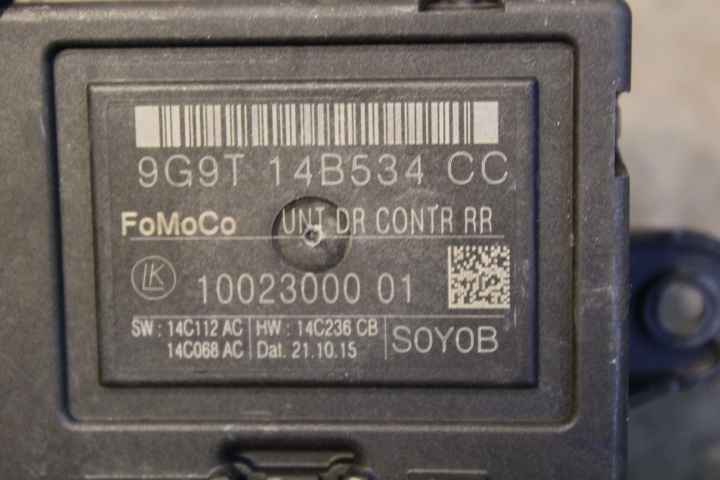 9G9T 14B534 CC
FoMoCo UNT DR CONTR RR
LK 10023000 01
SW : 14C112 AC HW : 14C236 CB
14C068 AC Dat. 21.10.15 S0Y0B